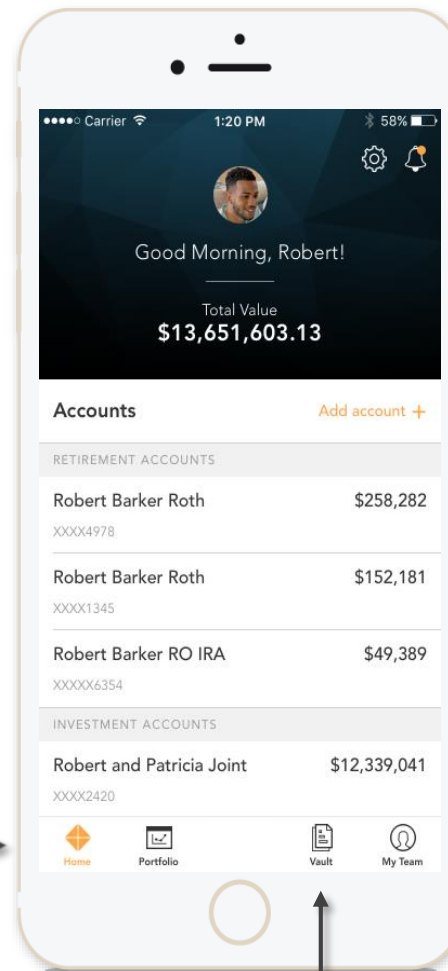 Carrier 1:20 PM 58%
Good Morning, Robert!
Total Value
$13,651,603.13
Accounts Add account +
RETIREMENT ACCOUNTS
Robert Barker Roth $258,282
XXXX4978
Robert Barker Roth $152,181
XXXX1345
Robert Barker RO IRA $49,389
XXXXX6354
INVESTMENT ACCOUNTS
Robert and Patricia Joint $12,339,041
XXXX2420
Home Portfolio Vault My Team